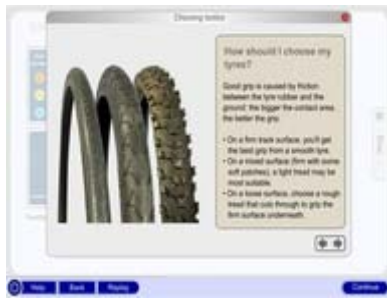 How should I choose my
tyres?
Good grip is caused by friction
between the tyre rubber and the
ground: the bigger the contact area
the better the grip.
• On a firm track surface, you'll get
the best grip from a smooth tyre.
• On a mixed surface (firm with some
soft patches), a light tread may be
most suitable.
• On a loose surface, choose a rough
tread that cuts through to grip the
firm surface underneath.
Help
Back
Replay
Continue